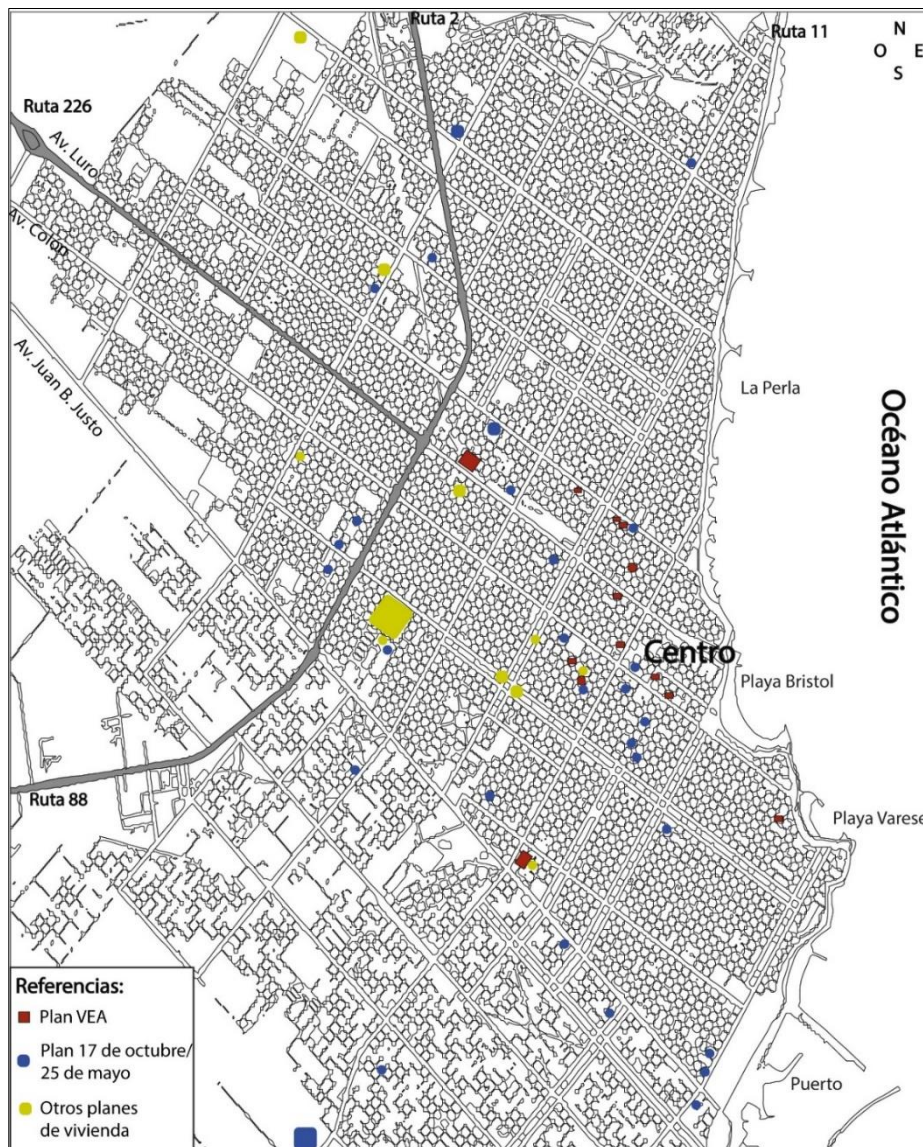 Ruta 2
Ruta 11
N
O E
S
Ruta 226
Av. Luro
Av. Colón
Av. Juan B. Justo
La Perla
Océano Atlántico
Centro
Playa Bristol
Ruta 88
Playa Varese
Puerto
Referencias:
Plan VEA
Plan 17 de octubre/
25 de mayo
Otros planes
de vivienda